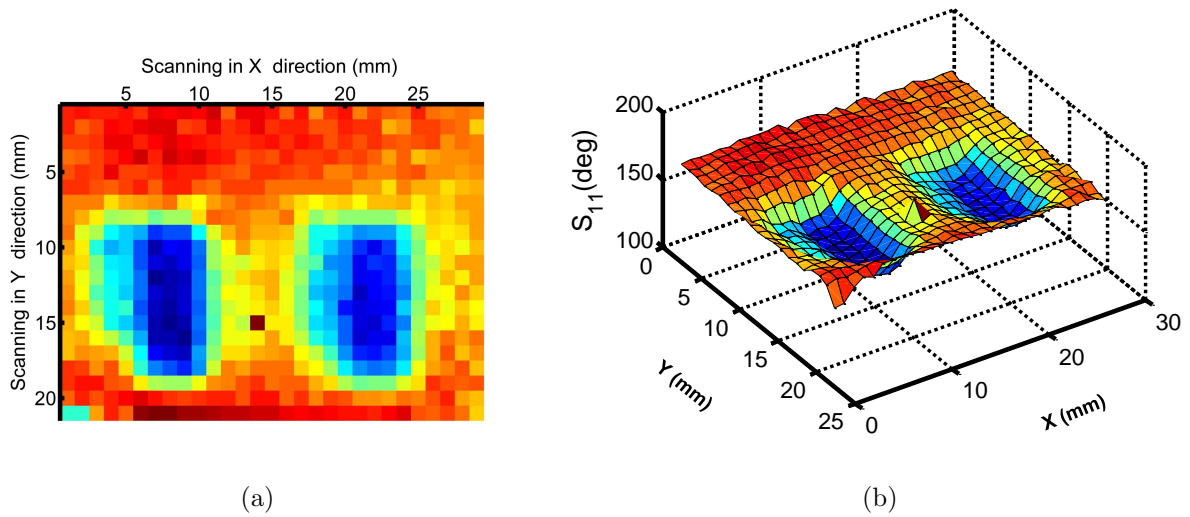 Scanning in X direction (mm)
5 10 15 20 25
Scanning in Y direction (mm)
5
10
15
20
(a)
S11(deg)
200
150
100
0
5
10
15
20
25
Y (mm)
0
10
20
30
X (mm)
(b)